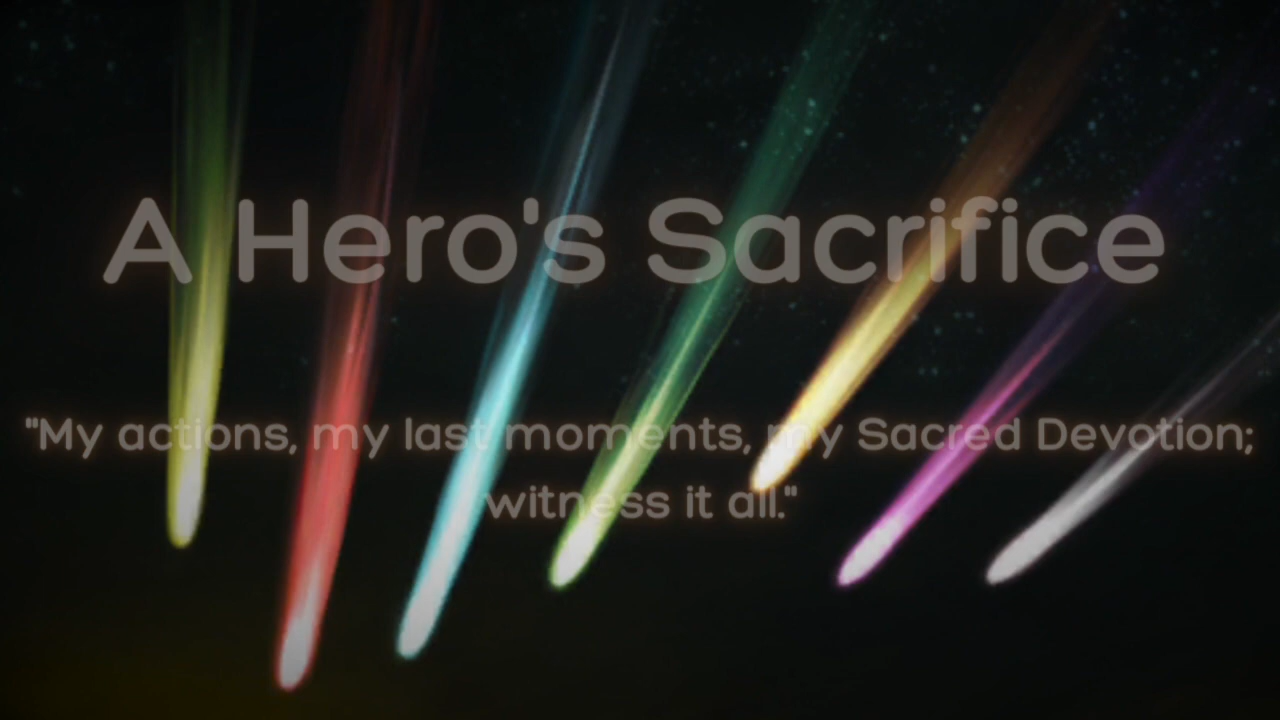 A Hero's Sacrifice
"My actions, my last moments, my Sacred Devotion;
witness it all."